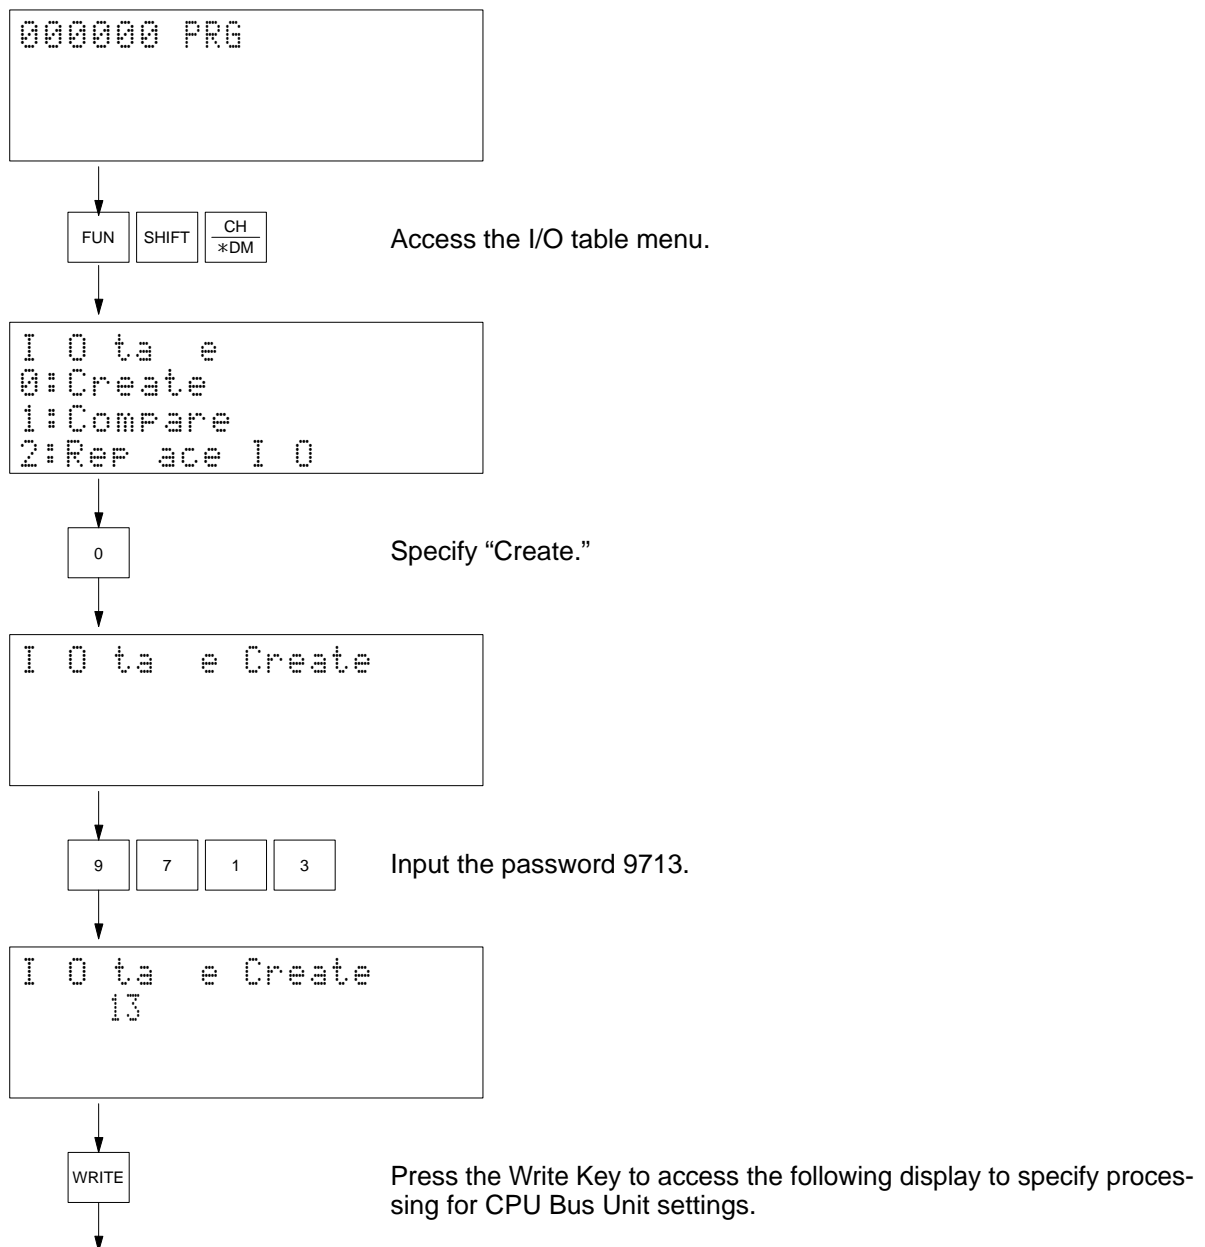 000000 PRG
FUN SHIFT CH
*DM
Access the I/O table menu.
I O ta e
0:Create
1:Compare
2:Rep ace I O
0
Specify “Create.”
I O ta e Create
9 7 1 3
Input the password 9713.
I O ta e Create
13
WRITE
Press the Write Key to access the following display to specify proces-
sing for CPU Bus Unit settings.